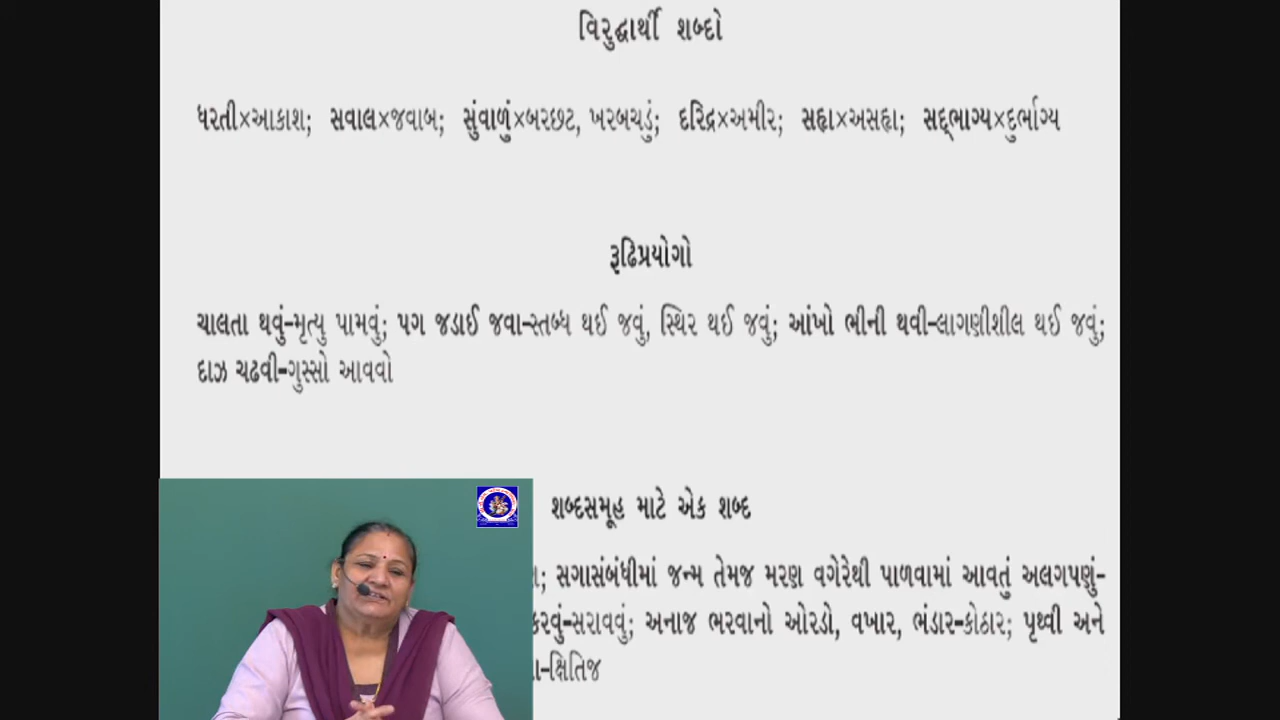 વિરુદ્ધાર્થી શબ્દો
ધરતી×આકાશ; સવાલ×જવાબ; સુંવાળું×બરછટ, ખરબચડું; દરિદ્ર×અમીર; સહ્ય×અસહ્ય; સદ્‌ભાગ્ય×દુર્ભાગ્ય
રૂઢિપ્રયોગો
ચાલતા થવું–મૃત્યુ પામવું; પગ જડાઈ જવા–સ્તબ્ધ થઈ જવું, સ્થિર થઈ જવું; આંખો ભીની થવી–લાગણીશીલ થઈ જવું;
દાઝ ચઢવી–ગુસ્સો આવવો
શબ્દસમૂહ માટે એક શબ્દ
સગાસંબંધીમાં જન્મ તેમજ મરણ વગેરેથી પાળવામાં આવતું અલગપણું–
કરવું–સરાવવું; અનાજ ભરવાનો ઓરડો, વખાર, ભંડાર–કોઠાર; પૃથ્વી અને
–ક્ષિતિજ